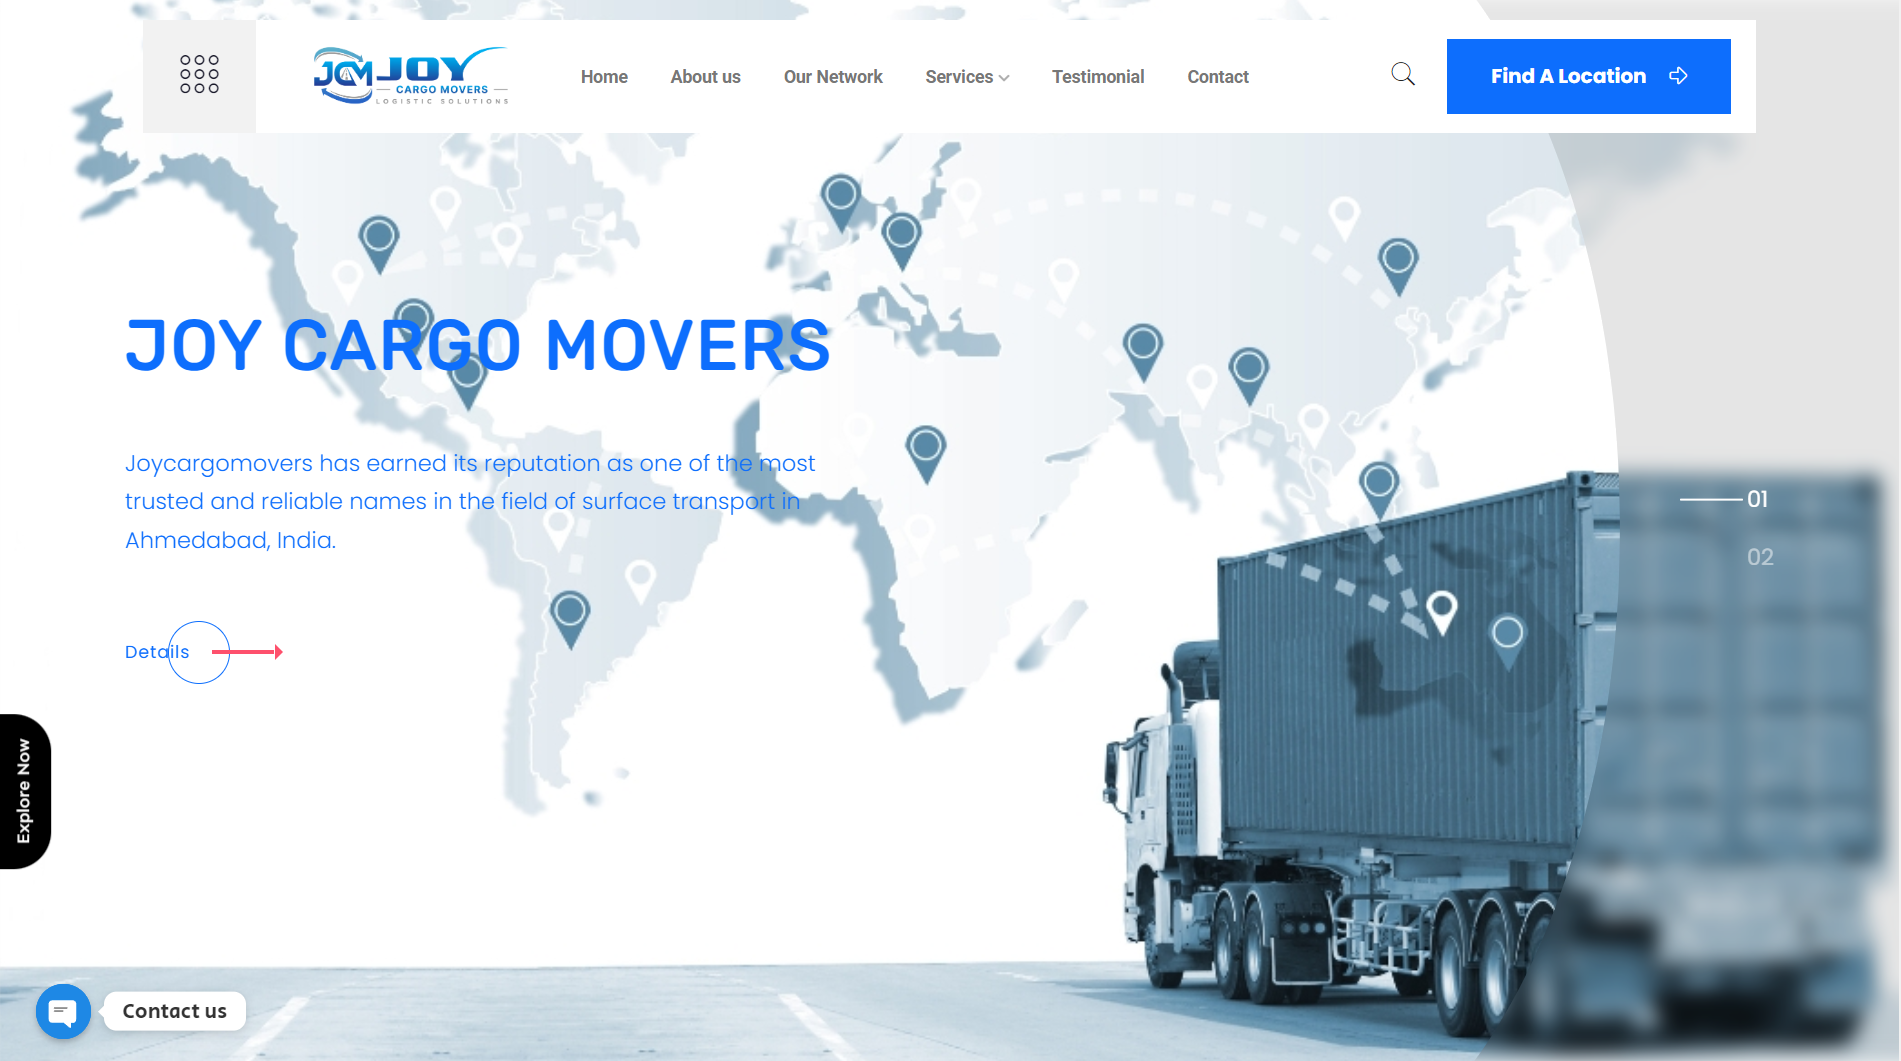 JCM JOY
CARGO MOVERS
LOGISTIC SOLUTIONS
Home
About us
Our Network
Services
Testimonial
Contact
Find A Location
JOY CARGO MOVERS
Joycargomovers has earned its reputation as one of the most
trusted and reliable names in the field of surface transport in
Ahmedabad, India.
Details
01
02
Explore Now
Contact us